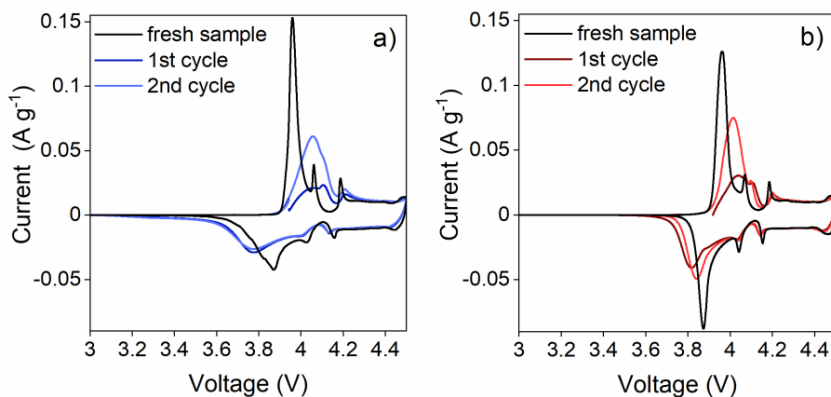 a)
fresh sample
1st cycle
2nd cycle
0.15
0.1
0.05
0
-0.05
Current (A g⁻¹)
3 3.2 3.4 3.6 3.8 4 4.2 4.4
Voltage (V)
b)
fresh sample
1st cycle
2nd cycle
0.15
0.1
0.05
0
-0.05
Current (A g⁻¹)
3 3.2 3.4 3.6 3.8 4 4.2 4.4
Voltage (V)